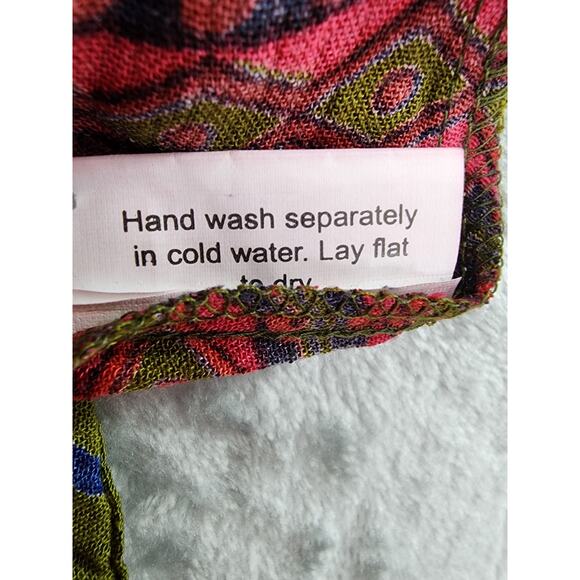 Hand wash separately
in cold water. Lay flat
to dry